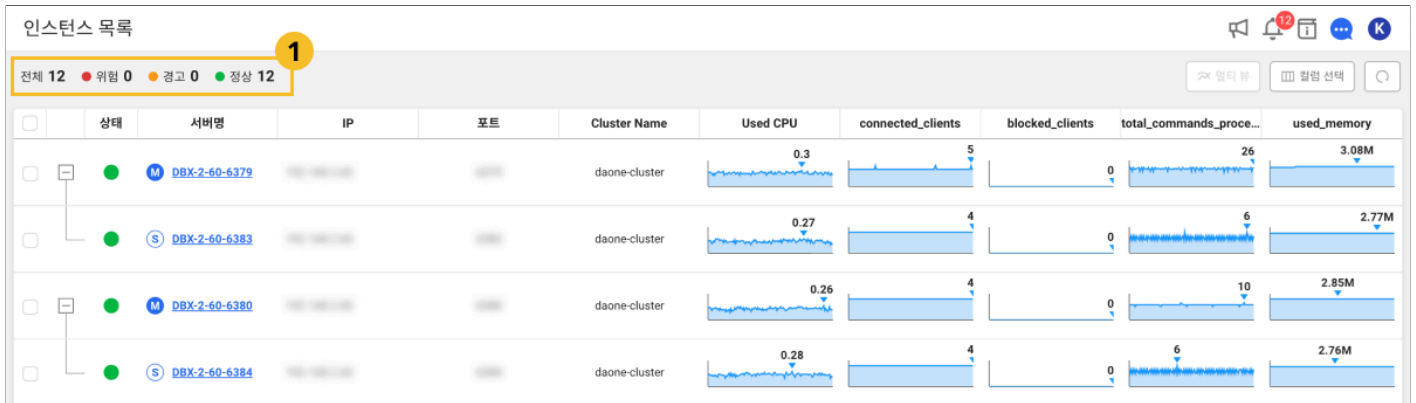 인스턴스 목록
12
K
1
전체 12 위험 0 경고 0 정상 12
멀티 뷰
컬럼 선택
상태 서버명 IP 포트 Cluster Name Used CPU connected_clients blocked_clients total_commands_proce... used_memory
M DBX-2-60-6379 daone-cluster 0.3 5 0 26 3.08M
S DBX-2-60-6383 daone-cluster 0.27 4 0 6 2.77M
M DBX-2-60-6380 daone-cluster 0.26 4 0 10 2.85M
S DBX-2-60-6384 daone-cluster 0.28 4 0 6 2.76M